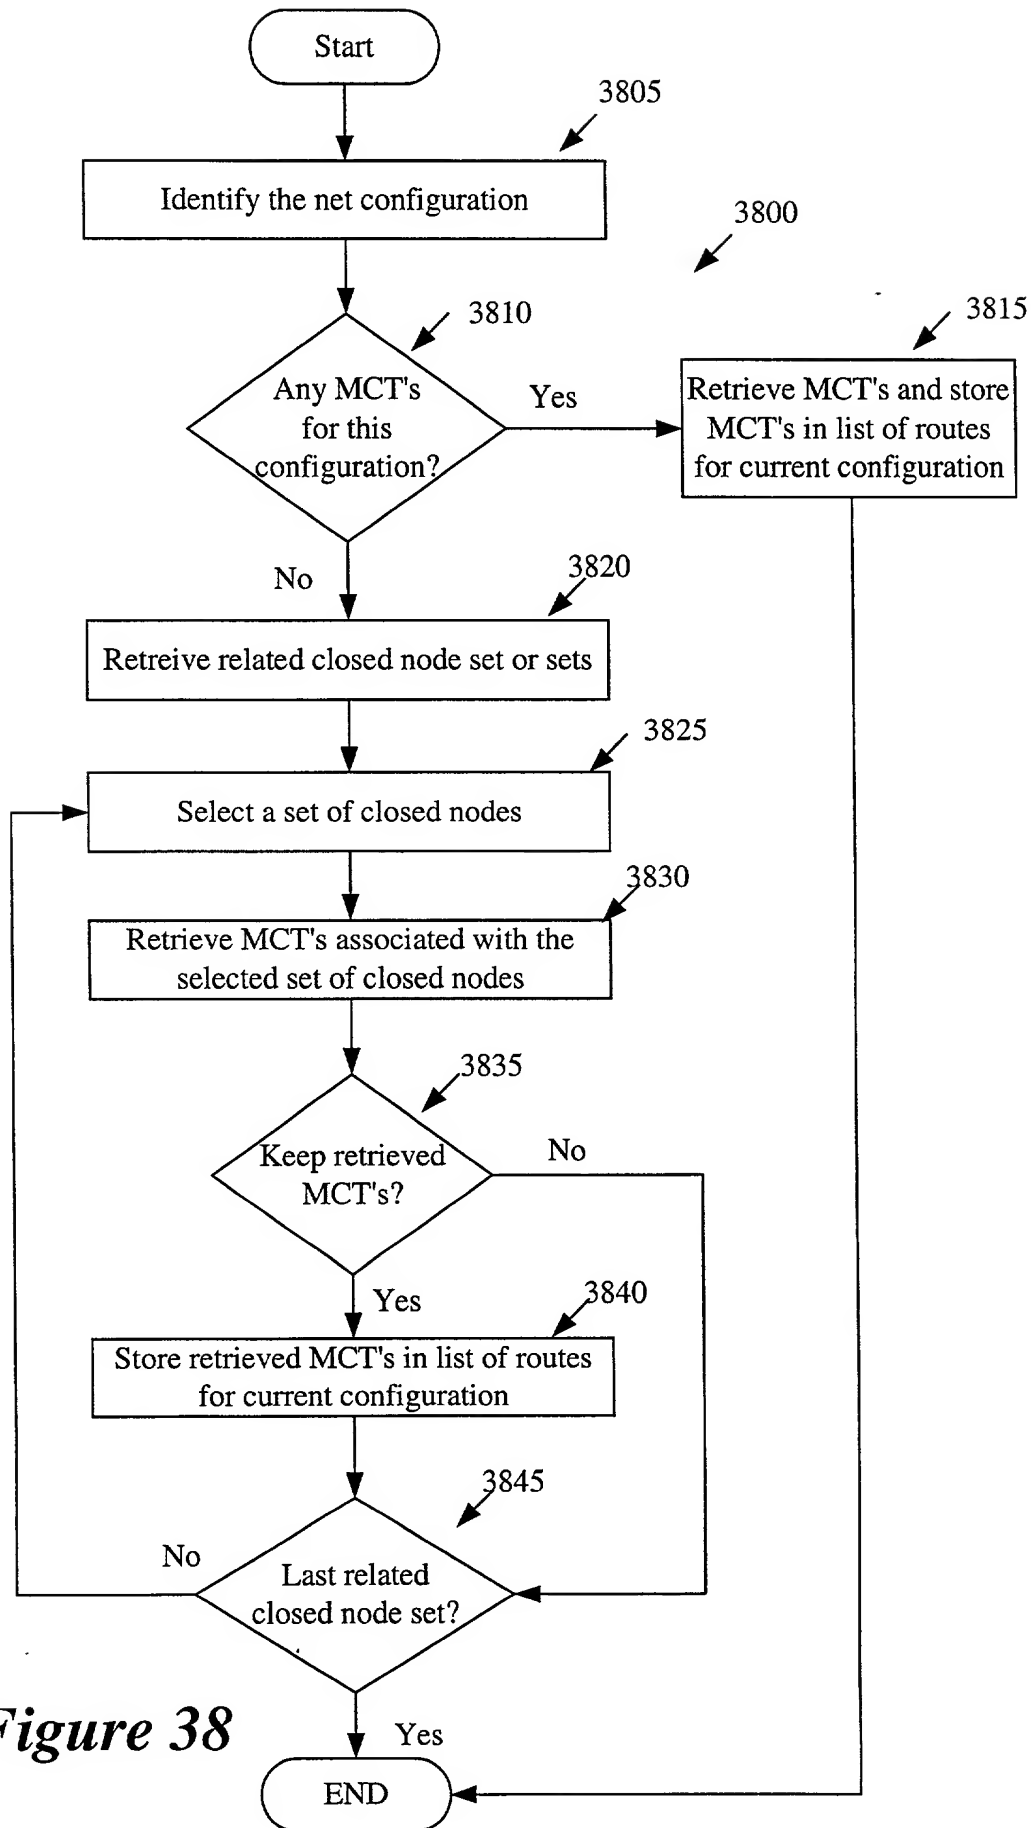 Start
3805
Identify the net configuration
3800
3810
3815
Any MCT's
for this
configuration?
Yes
Retrieve MCT's and store
MCT's in list of routes
for current configuration
No
3820
Retreive related closed node set or sets
3825
Select a set of closed nodes
3830
Retrieve MCT's associated with the
selected set of closed nodes
3835
Keep retrieved
MCT's?
No
Yes
3840
Store retrieved MCT's in list of routes
for current configuration
3845
No
Last related
closed node set?
Figure 38
Yes
END